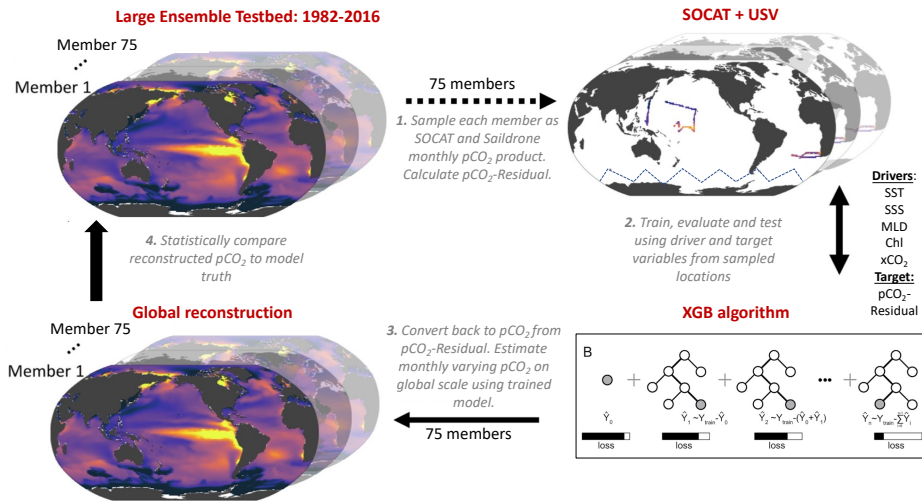 Large Ensemble Testbed: 1982-2016
Member 75
...
Member 1
75 members
1. Sample each member as
SOCAT and Saildrone
monthly pCO₂ product.
Calculate pCO₂-Residual.
SOCAT + USV
Drivers:
SST
SSS
MLD
Chl
xCO₂
Target:
pCO₂-
Residual
2. Train, evaluate and test
using driver and target
variables from sampled
locations
XGB algorithm
B
+ + ... +
Ŷ₀
Ŷ₁~Y_train-Ŷ₀
Ŷ₂~Y_train-(Ŷ₀+Ŷ₁)
loss
loss
loss
loss
3. Convert back to pCO₂ from
pCO₂-Residual. Estimate
monthly varying pCO₂ on
global scale using trained
model.
75 members
Global reconstruction
Member 75
...
Member 1
4. Statistically compare
reconstructed pCO₂ to model
truth